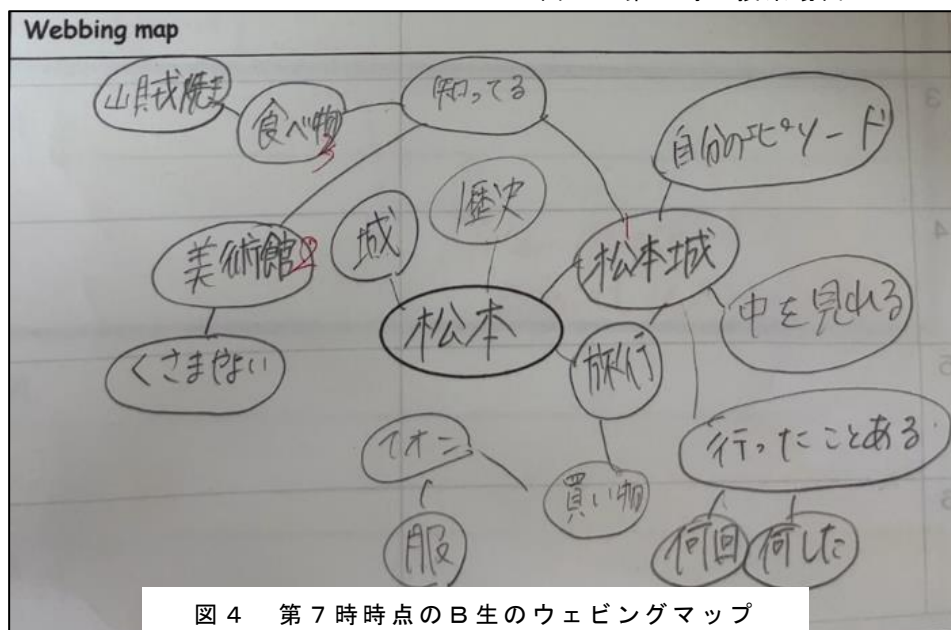 Webbing map
山賊焼き
食べ物
3
知ってる
自分のエピソード
美術館
2
城
歴史
1
松本城
松本
中を見れる
くさまやよい
旅行
イオン
買い物
行ったことある
服
何回
何した
図4 第7時時点のB生のウェビングマップ